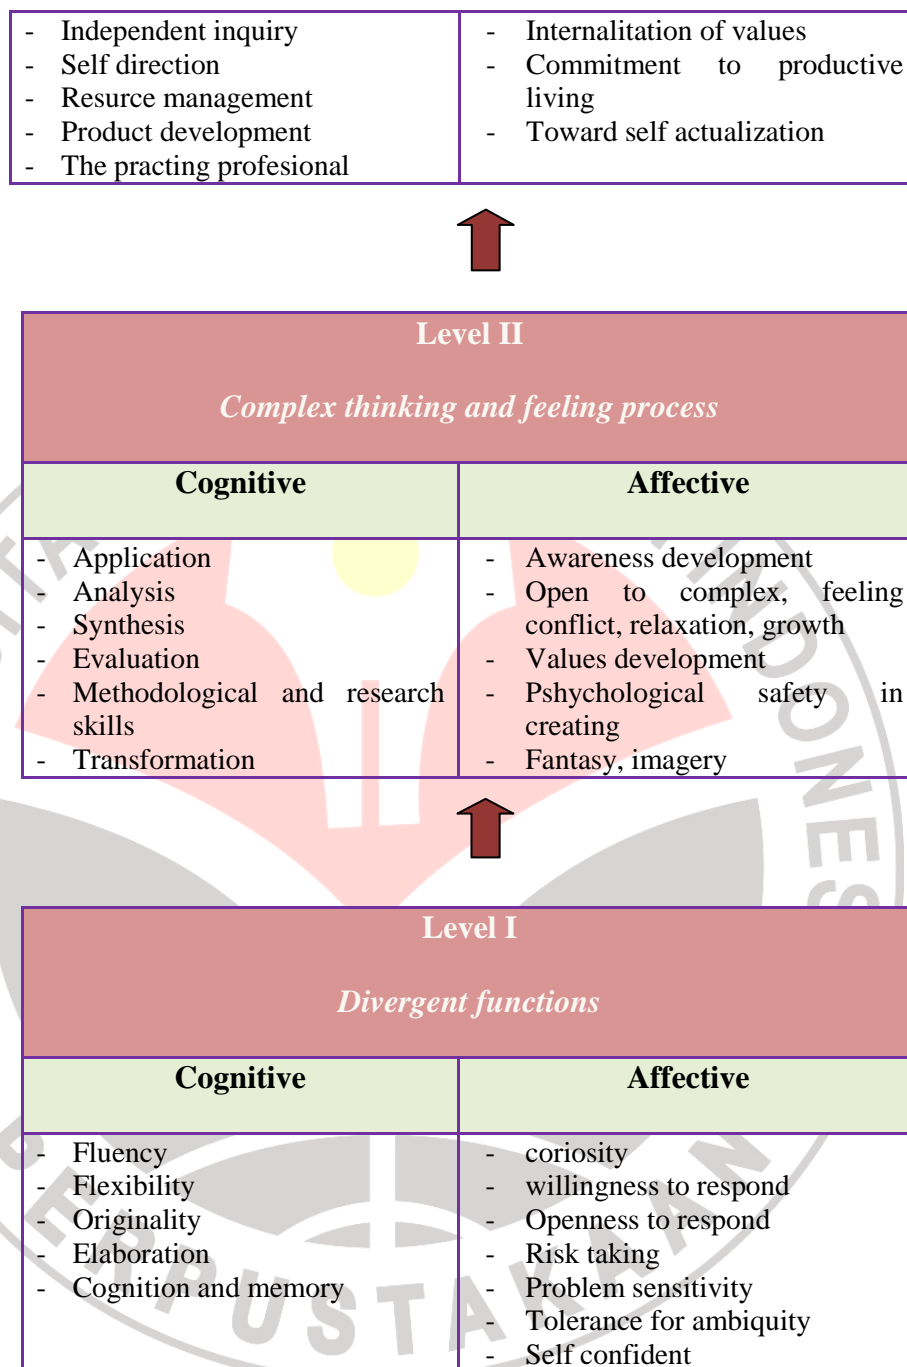 - Independent inquiry
- Self direction
- Resurce management
- Product development
- The practing profesional
- Internalitation of values
- Commitment to productive
living
- Toward self actualization
Level II
Complex thinking and feeling process
Cognitive
Affective
- Application
- Analysis
- Synthesis
- Evaluation
- Methodological and research
skills
- Transformation
- Awareness development
- Open to complex, feeling
conflict, relaxation, growth
- Values development
- Pshychological safety in
creating
- Fantasy, imagery
Level I
Divergent functions
Cognitive
Affective
- Fluency
- Flexibility
- Originality
- Elaboration
- Cognition and memory
- coriosity
- willingness to respond
- Openness to respond
- Risk taking
- Problem sensitivity
- Tolerance for ambiquity
- Self confident
PERPUSTAKAAN